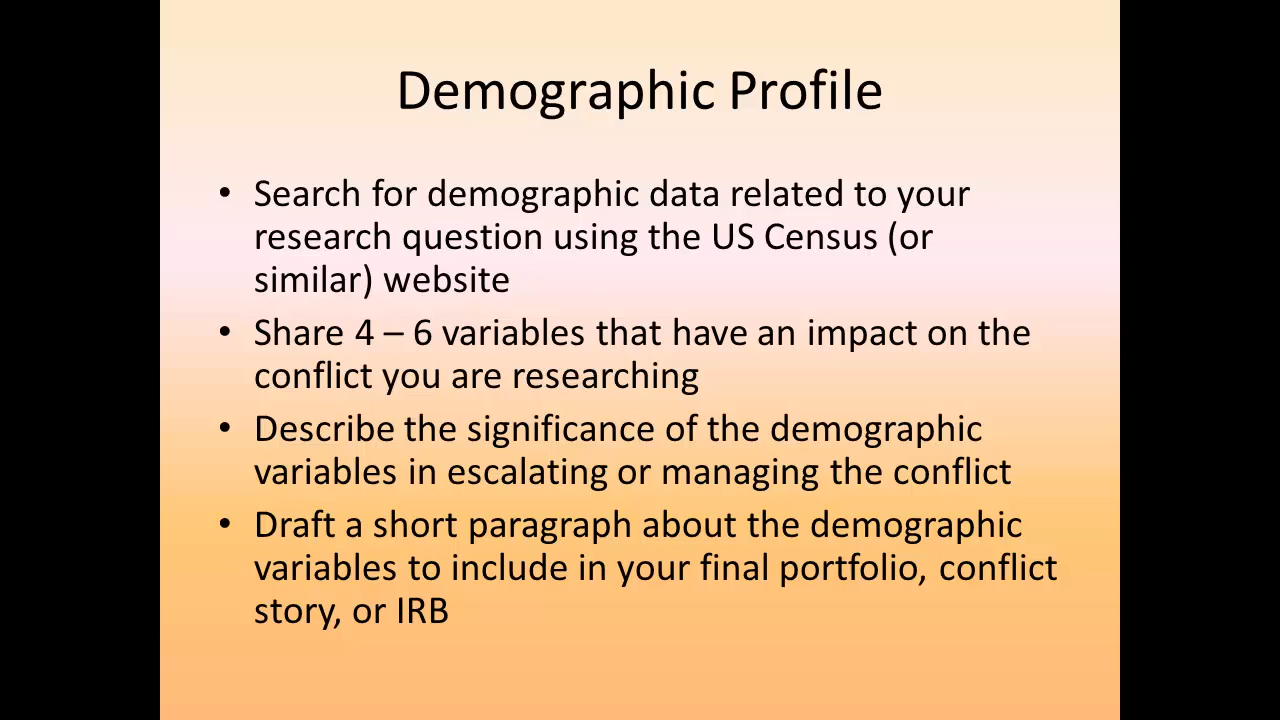 Demographic Profile
• Search for demographic data related to your
research question using the US Census (or
similar) website
• Share 4 – 6 variables that have an impact on the
conflict you are researching
• Describe the significance of the demographic
variables in escalating or managing the conflict
• Draft a short paragraph about the demographic
variables to include in your final portfolio, conflict
story, or IRB